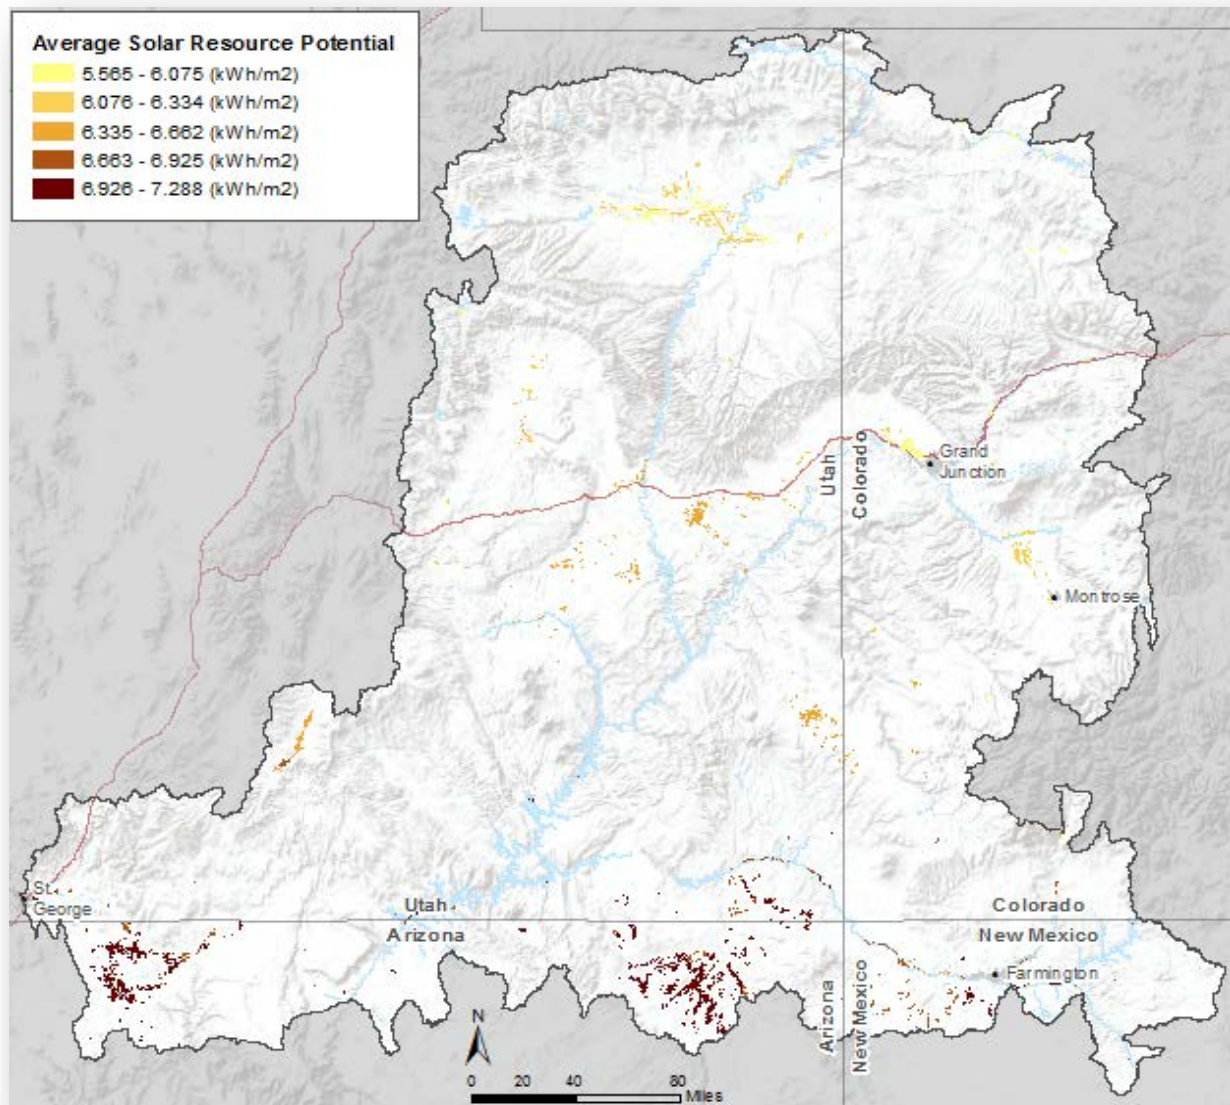 Average Solar Resource Potential
5.565 - 6.075 (kWh/m2)
6.076 - 6.334 (kWh/m2)
6.335 - 6.662 (kWh/m2)
6.663 - 6.925 (kWh/m2)
6.926 - 7.288 (kWh/m2)
Utah
Colorado
Grand
Junction
Montrose
St.
George
Utah
Arizona
Colorado
New Mexico
Farmington
Arizona
New Mexico
N
0 20 40 80
Miles